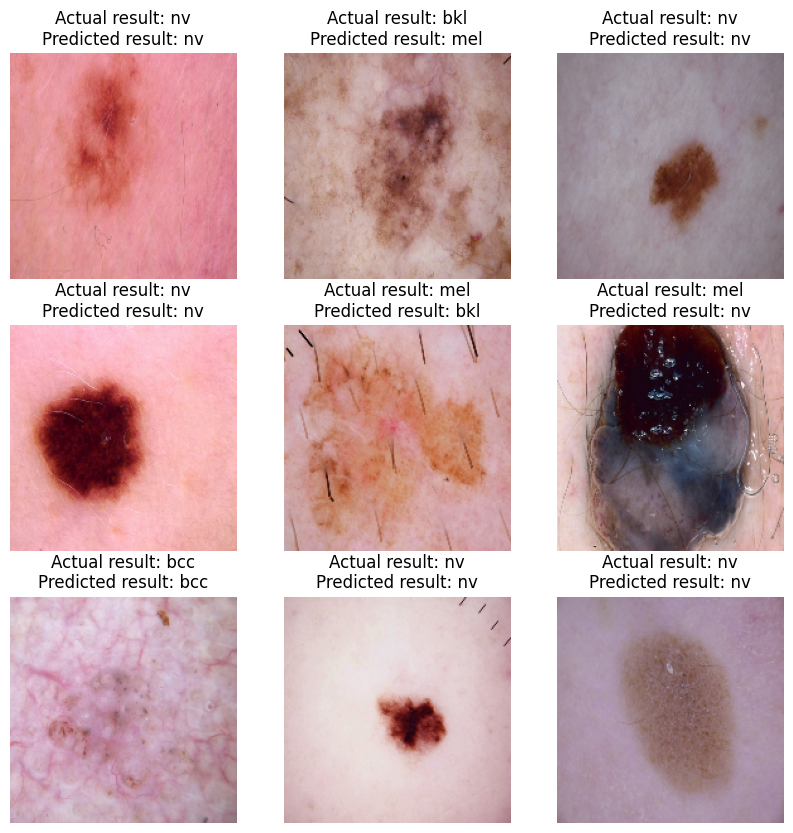 Actual result: nv
Predicted result: nv
Actual result: bkl
Predicted result: mel
Actual result: nv
Predicted result: nv
Actual result: nv
Predicted result: nv
Actual result: mel
Predicted result: bkl
Actual result: mel
Predicted result: nv
Actual result: bcc
Predicted result: bcc
Actual result: nv
Predicted result: nv
Actual result: nv
Predicted result: nv